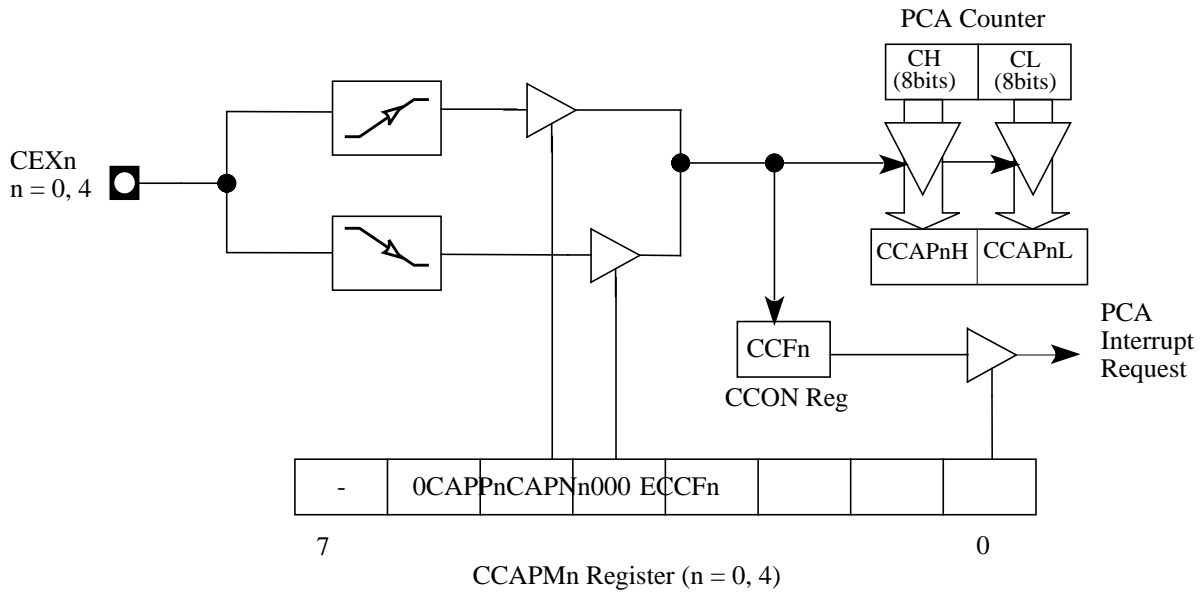 PCA Counter
CH
(8bits)
CL
(8bits)
CEXn
n = 0, 4
CCAPnH
CCAPnL
PCA
Interrupt
Request
CCFn
CCON Reg
-
0CAPPnCAPNn000 ECCFn
7
0
CCAPMn Register (n = 0, 4)